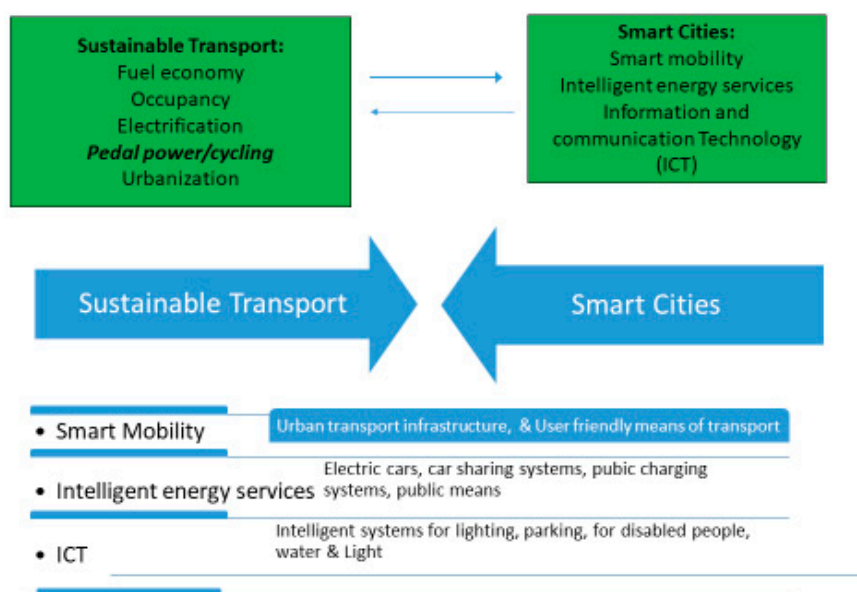 Sustainable Transport:
Fuel economy
Occupancy
Electrification
Pedal power/cycling
Urbanization
Smart Cities:
Smart mobility
Intelligent energy services
Information and
communication Technology
(ICT)
Sustainable Transport
Smart Cities
• Smart Mobility
Urban transport infrastructure, & User friendly means of transport
• Intelligent energy services
Electric cars, car sharing systems, pubic charging
systems, public means
• ICT
Intelligent systems for lighting, parking, for disabled people,
water & Light